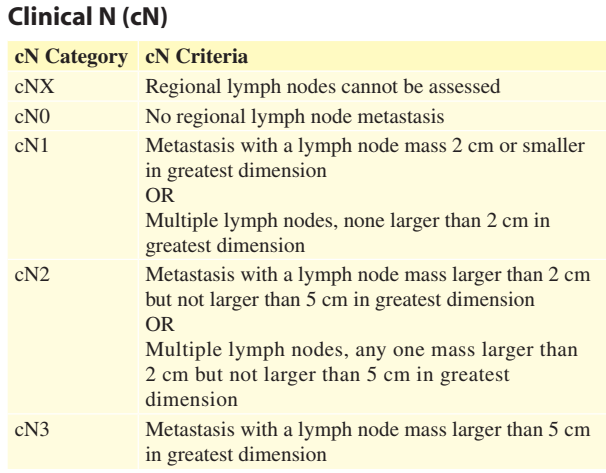 Clinical N (cN)
cN Category cN Criteria
cNX Regional lymph nodes cannot be assessed
cN0 No regional lymph node metastasis
cN1 Metastasis with a lymph node mass 2 cm or smaller
in greatest dimension
OR
Multiple lymph nodes, none larger than 2 cm in
greatest dimension
cN2 Metastasis with a lymph node mass larger than 2 cm
but not larger than 5 cm in greatest dimension
OR
Multiple lymph nodes, any one mass larger than
2 cm but not larger than 5 cm in greatest
dimension
cN3 Metastasis with a lymph node mass larger than 5 cm
in greatest dimension